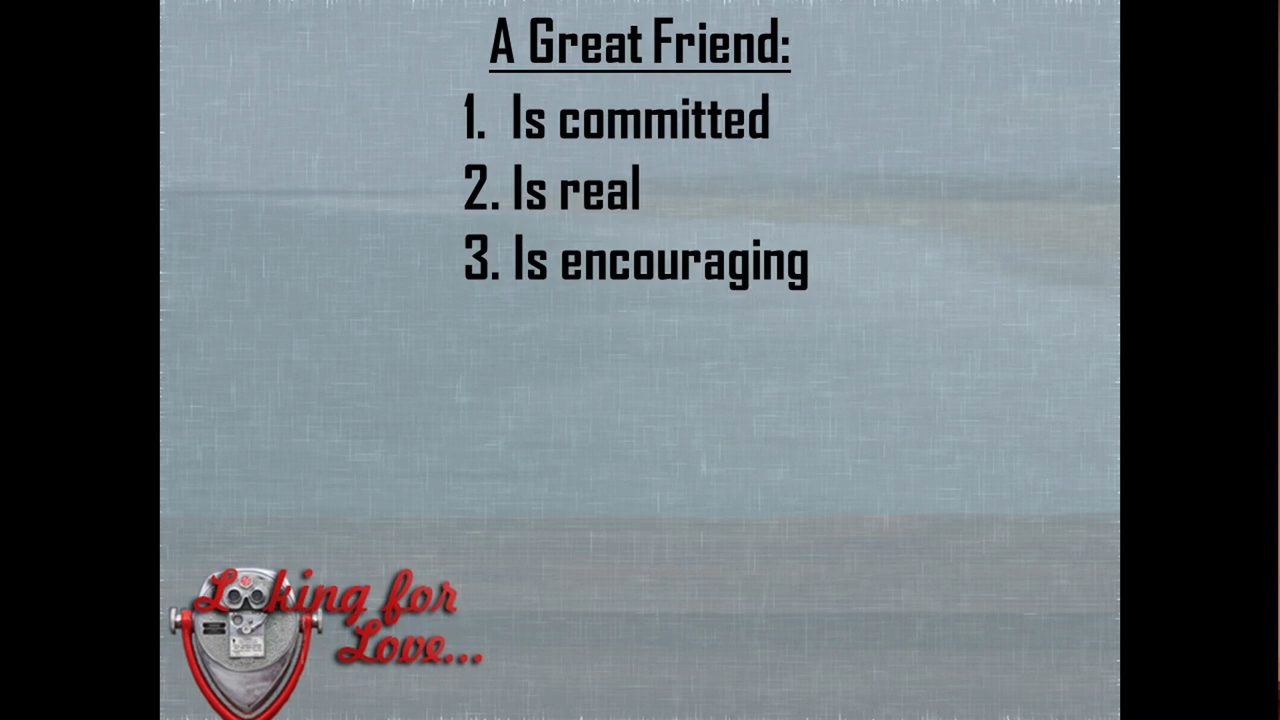 A Great Friend:
1. Is committed
2. Is real
3. Is encouraging
Looking for
Love...